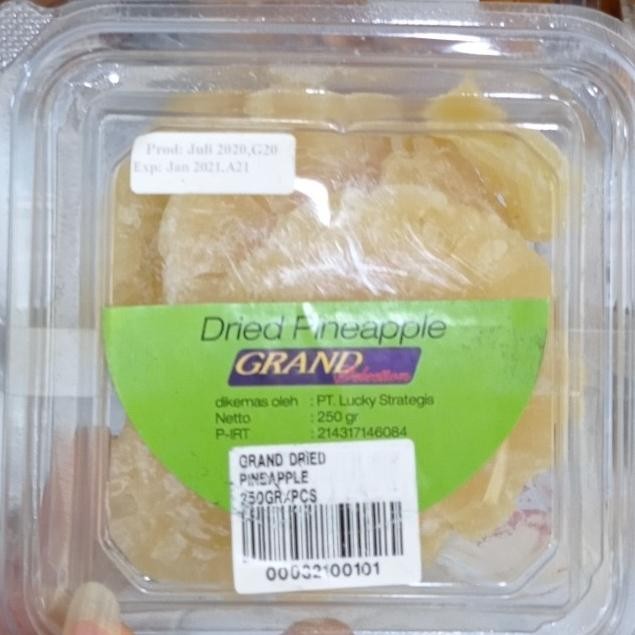 Prod: Juli 2020,G20
Exp: Jan 2021,A21
Dried Pineapple
GRAND
Selection
dikemas oleh : PT. Lucky Strategis
Netto : 250 gr
P-IRT : 214317146084
GRAND DRIED
PINEAPPLE
250GR/PCS
00032100101